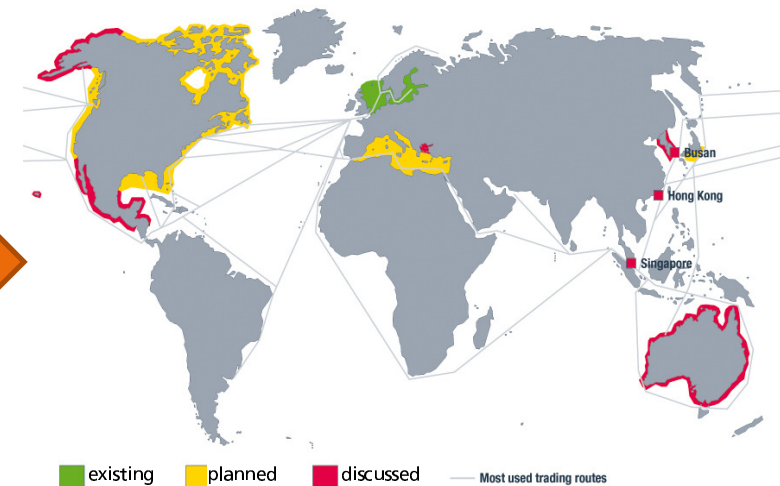 Busan
Hong Kong
Singapore
existing planned discussed Most used trading routes